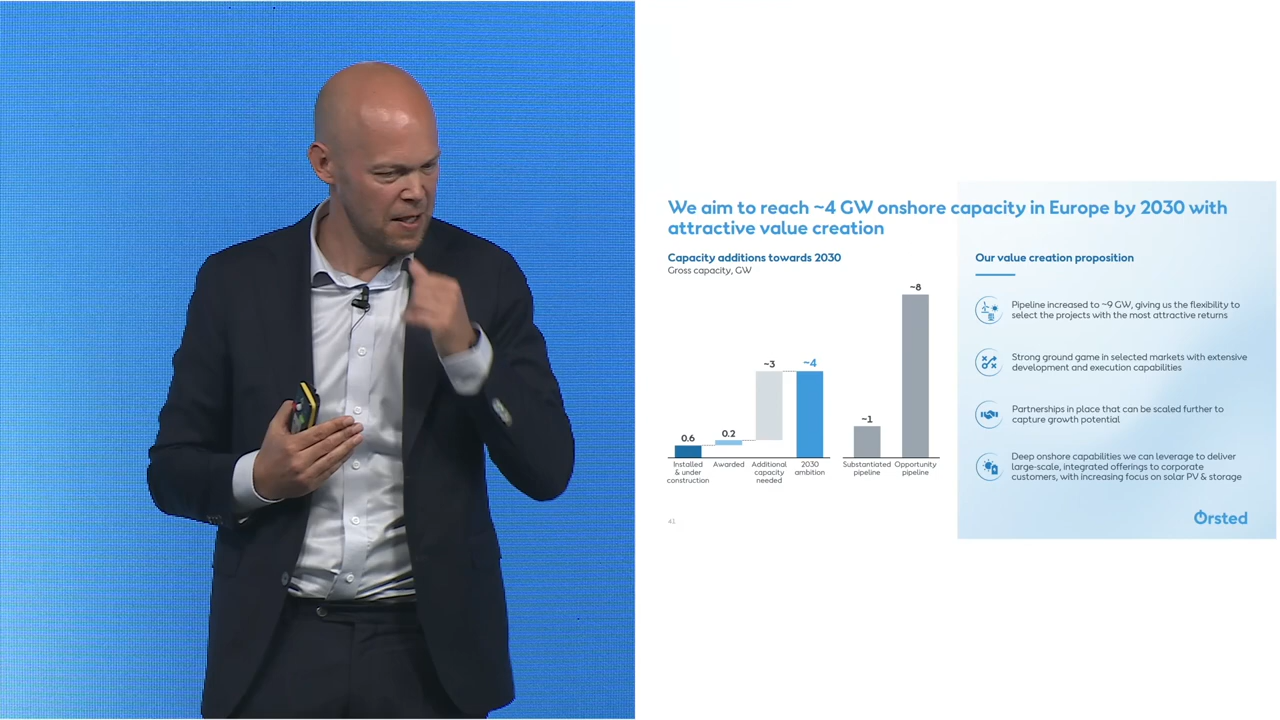 We aim to reach ~4 GW onshore capacity in Europe by 2030 with
attractive value creation
Capacity additions towards 2030
Gross capacity, GW
0.6
0.2
~3
~4
~1
~8
Installed
& under
construction
Awarded
Additional
capacity
needed
2030
ambition
Substantiated
pipeline
Opportunity
pipeline
41
Our value creation proposition
Pipeline increased to ~9 GW, giving us the flexibility to
select the projects with the most attractive returns
Strong ground game in selected markets with extensive
development and execution capabilities
Partnerships in place that can be scaled further to
capture growth potential
Deep onshore capabilities we can leverage to deliver
large-scale, integrated offerings to corporate
customers, with increasing focus on solar PV & storage
Ørsted